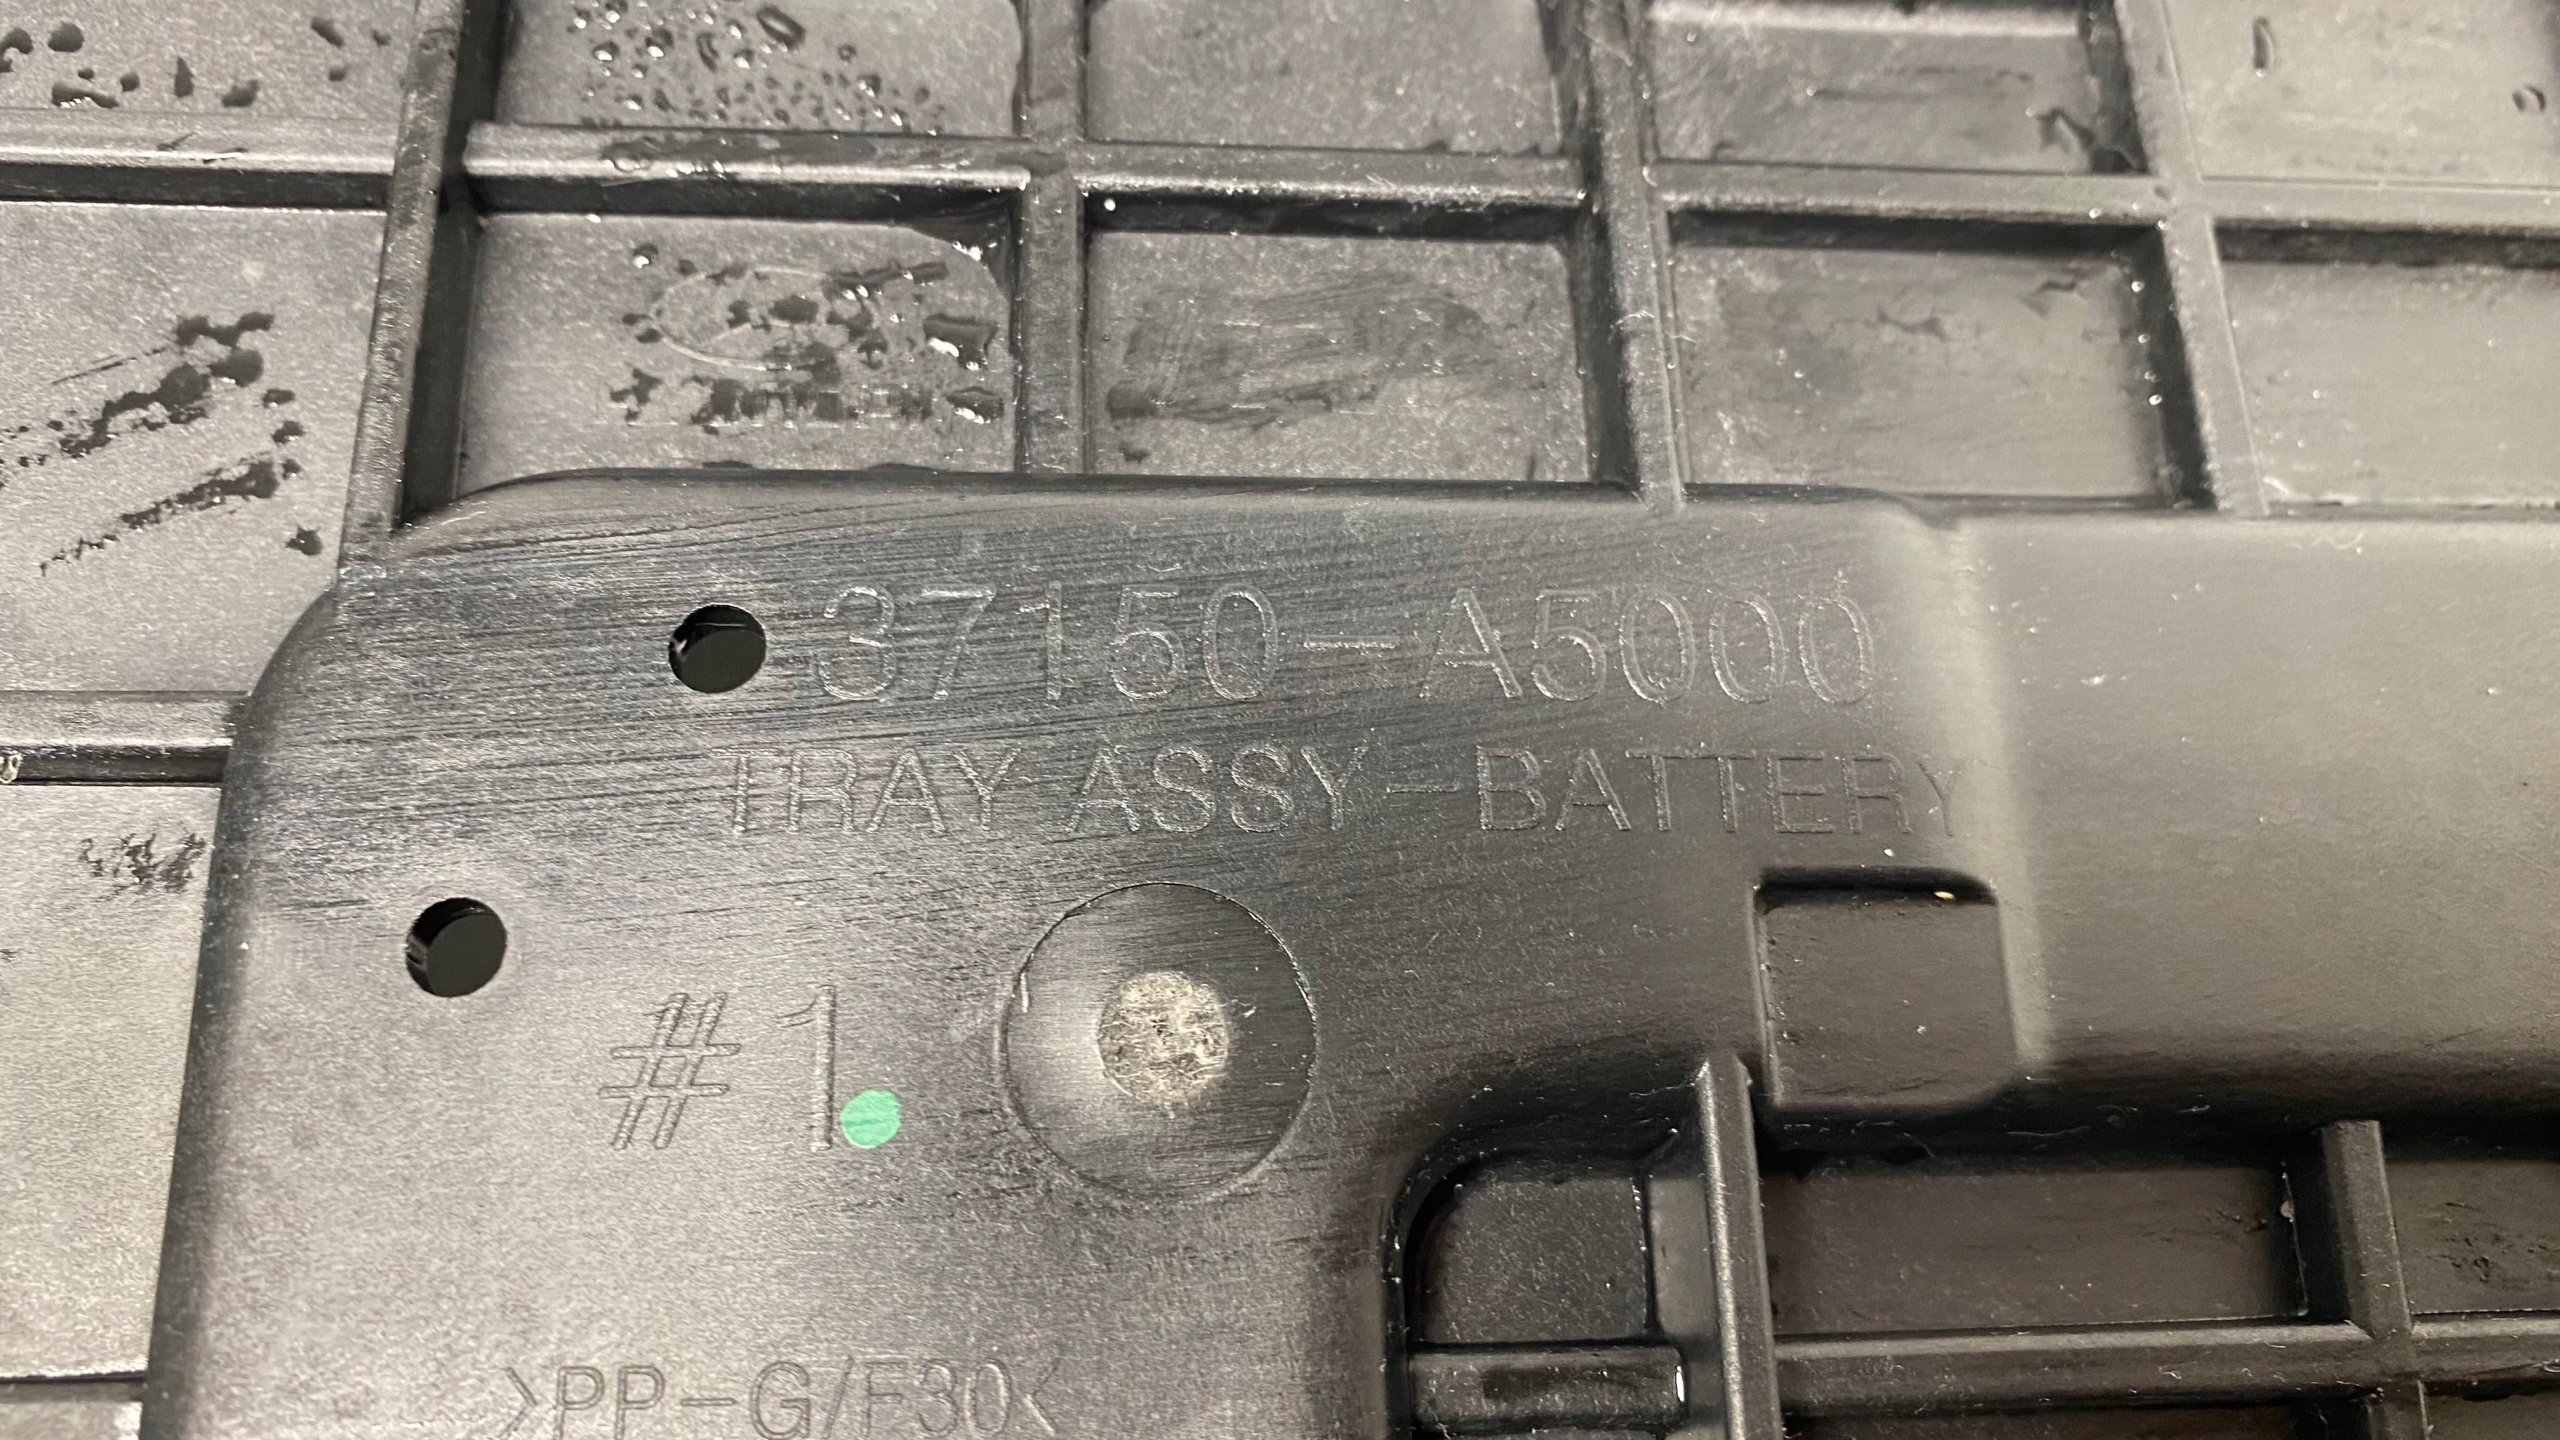 37150-A5000
TRAY ASSY-BATTERY
#1
>PP-G/F30<